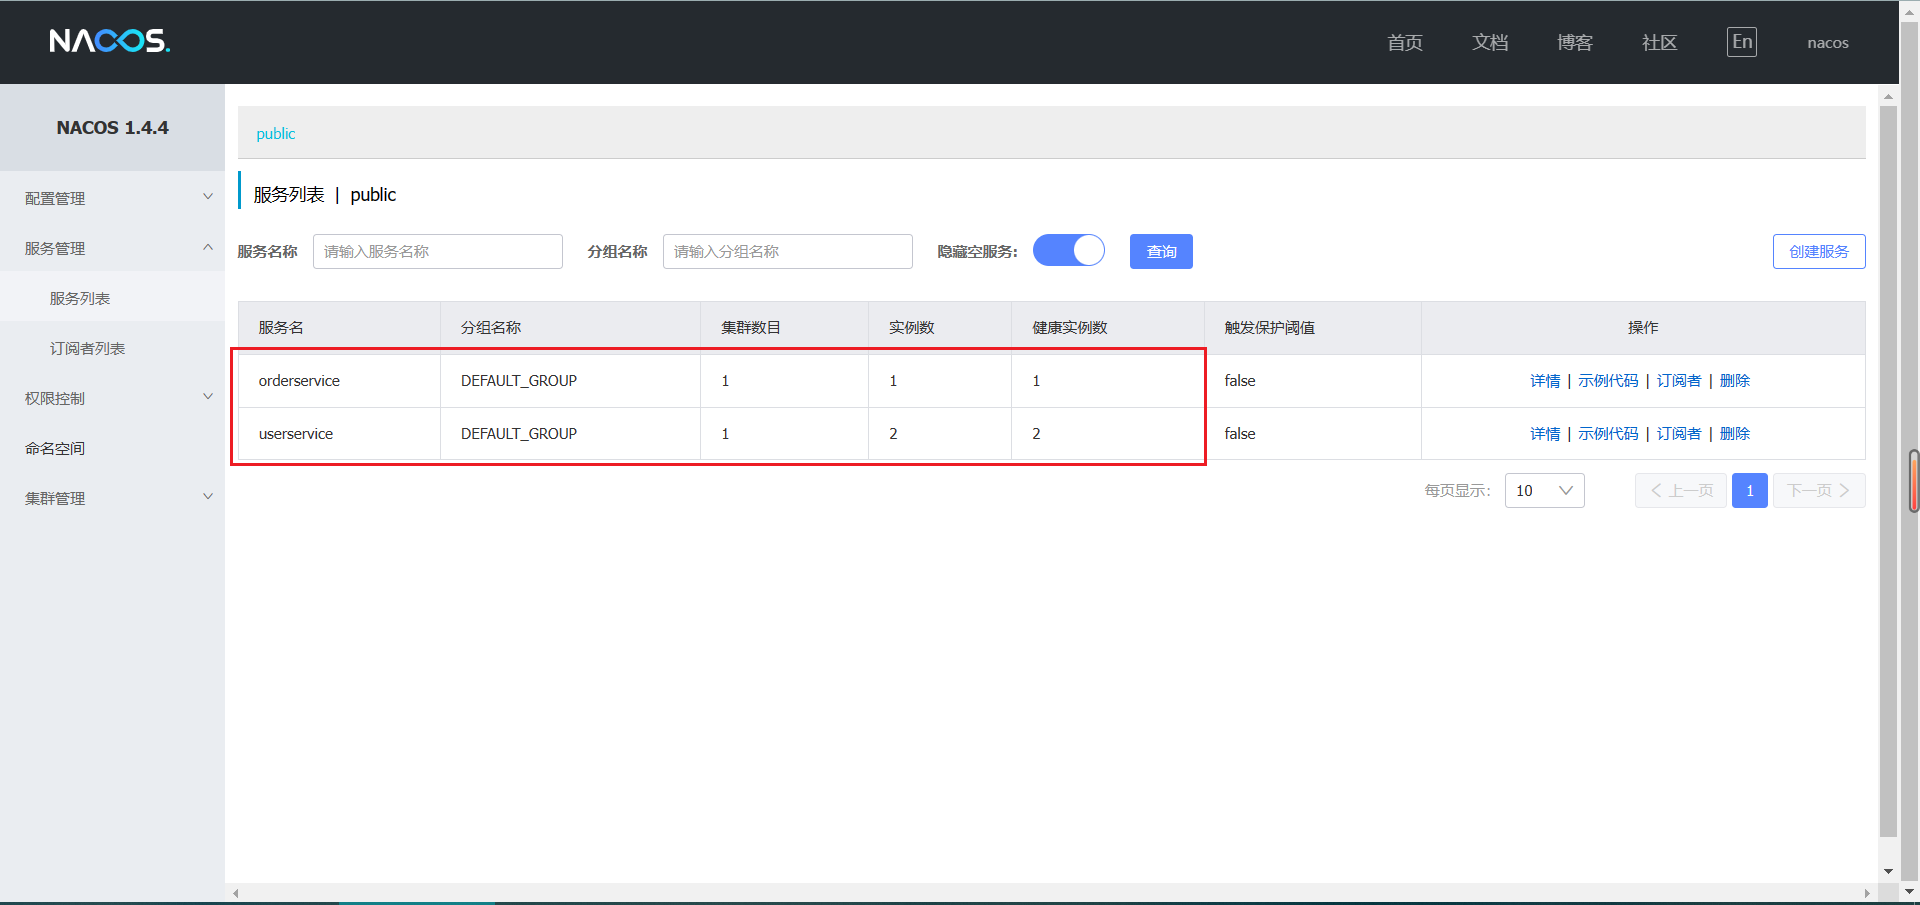 NACOS.
首页 文档 博客 社区 En nacos
NACOS 1.4.4
配置管理
服务管理
服务列表
订阅者列表
权限控制
命名空间
集群管理
public
服务列表 | public
服务名称 请输入服务名称 分组名称 请输入分组名称 隐藏空服务: 查询 创建服务
服务名 分组名称 集群数目 实例数 健康实例数 触发保护阈值 操作
orderservice DEFAULT_GROUP 1 1 1 false 详情 | 示例代码 | 订阅者 | 删除
userservice DEFAULT_GROUP 1 2 2 false 详情 | 示例代码 | 订阅者 | 删除
每页显示: 10 上一页 1 下一页